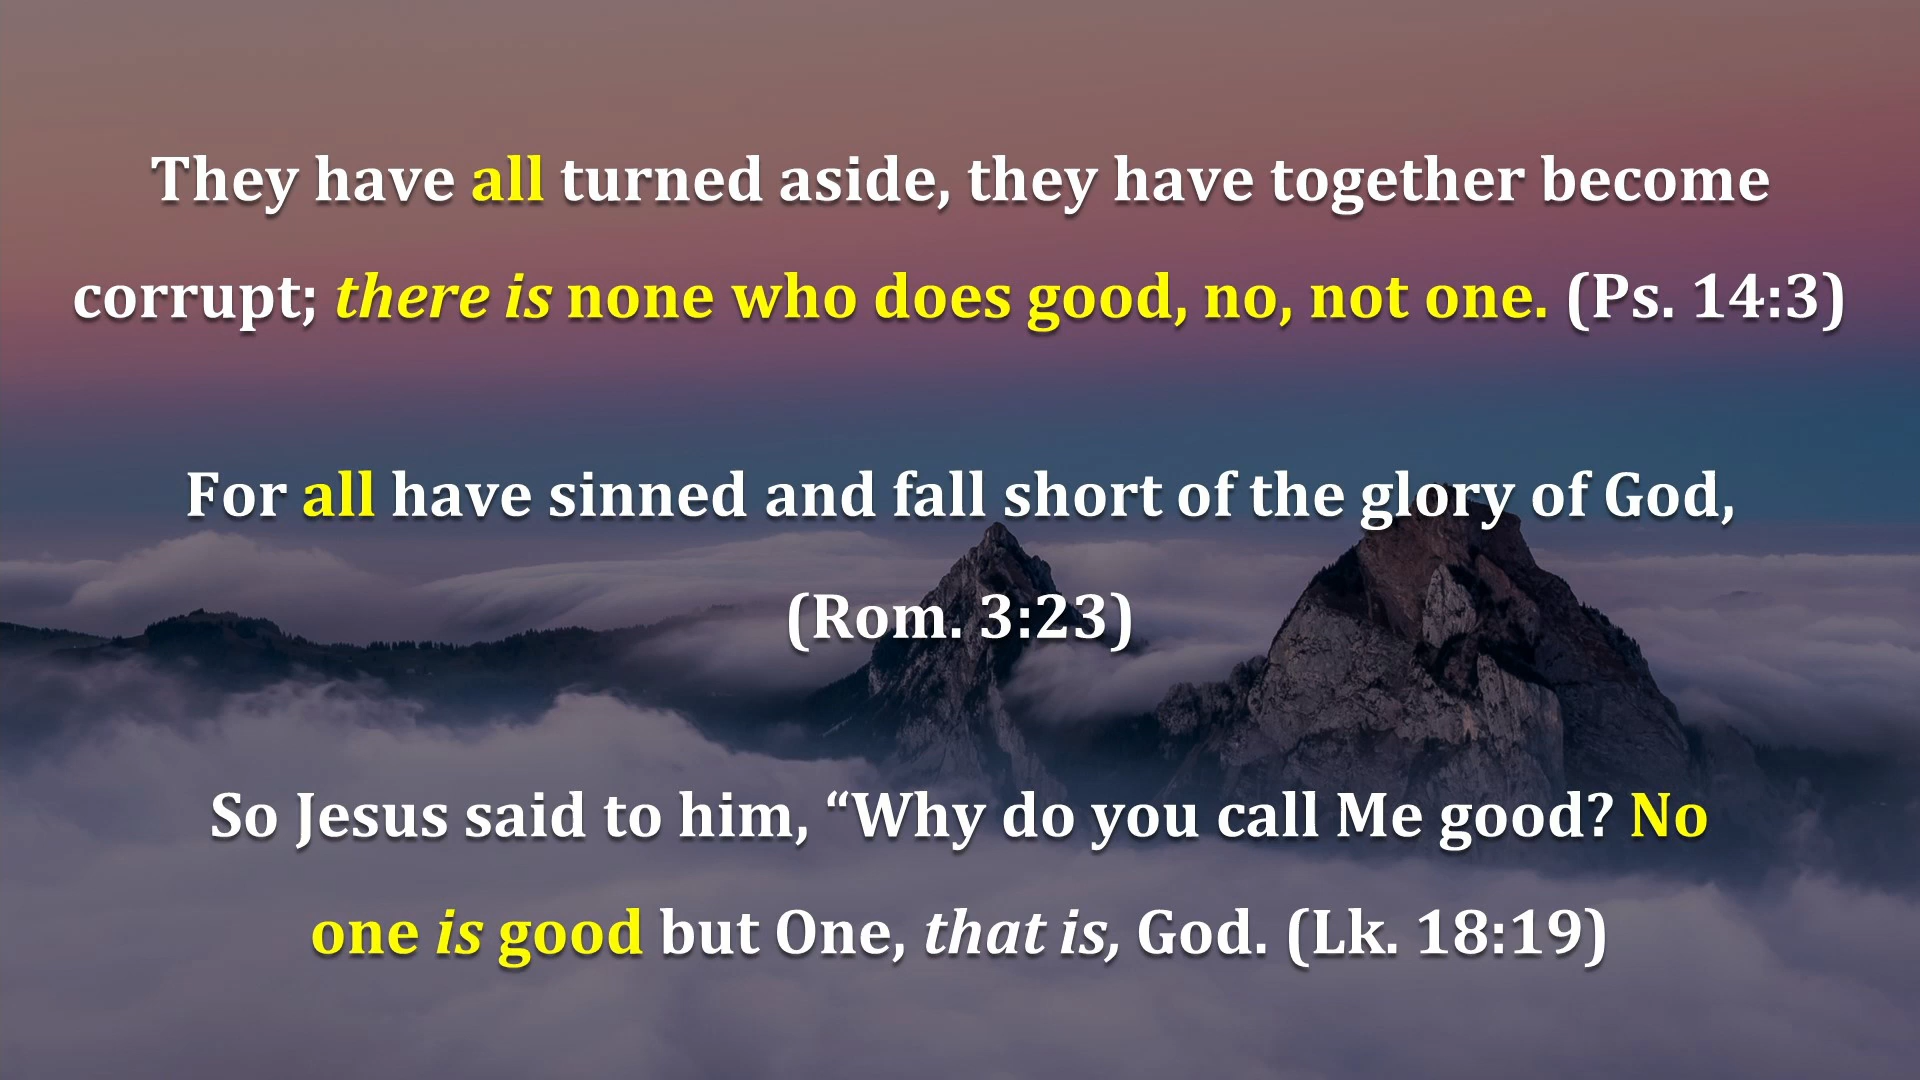 They have all turned aside, they have together become
corrupt; there is none who does good, no, not one. (Ps. 14:3)
For all have sinned and fall short of the glory of God,
(Rom. 3:23)
So Jesus said to him, “Why do you call Me good? No
one is good but One, that is, God. (Lk. 18:19)